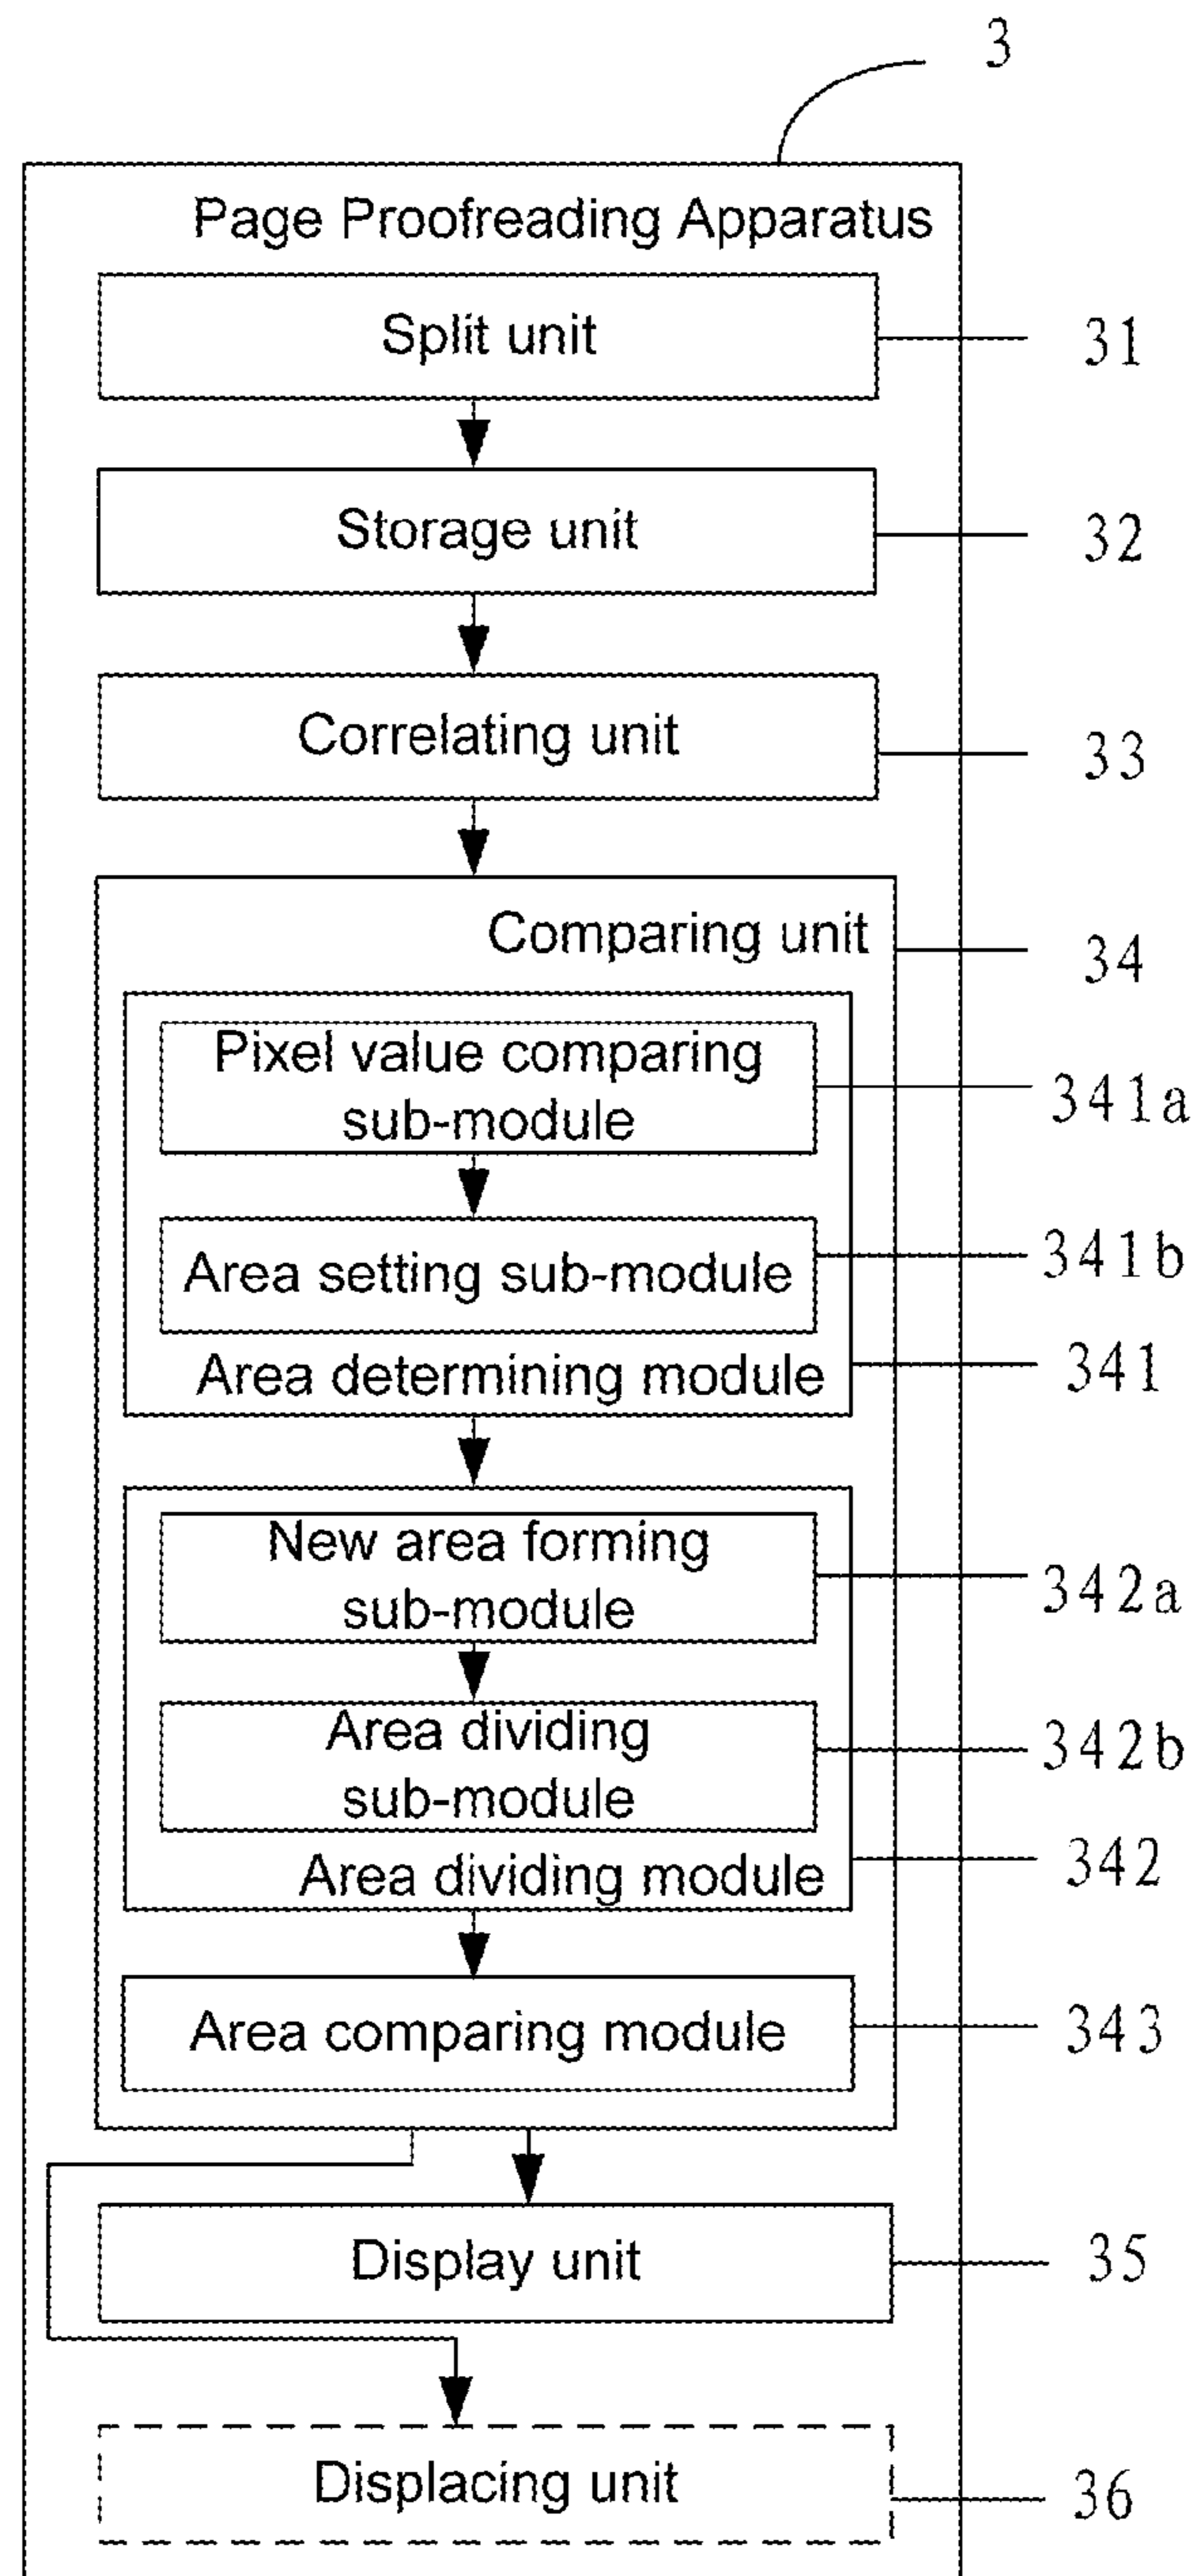 3
Page Proofreading Apparatus
Split unit
31
Storage unit
32
Correlating unit
33
Comparing unit
34
Pixel value comparing
sub-module
341a
Area setting sub-module
341b
Area determining module
341
New area forming
sub-module
342a
Area dividing
sub-module
342b
Area dividing module
342
Area comparing module
343
Display unit
35
Displacing unit
36